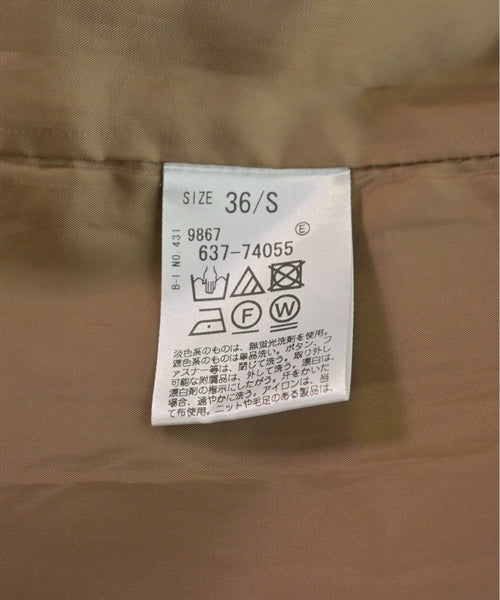 SIZE 36/S
B-I NO. 431
9867
Ⓔ
637-74055
F W
淡色系のものは、無蛍光洗剤を使用。
濃色系のものは単品洗い。ボタン、フ
ァスナー等は、閉じて洗う。取り外し
可能な附属品は、外して洗う。漂白は、
漂白剤の指示にしたがう。汗をかいた
場合、速やかに洗う。アイロンは、当
て布使用。ニットや毛足のある製品は、